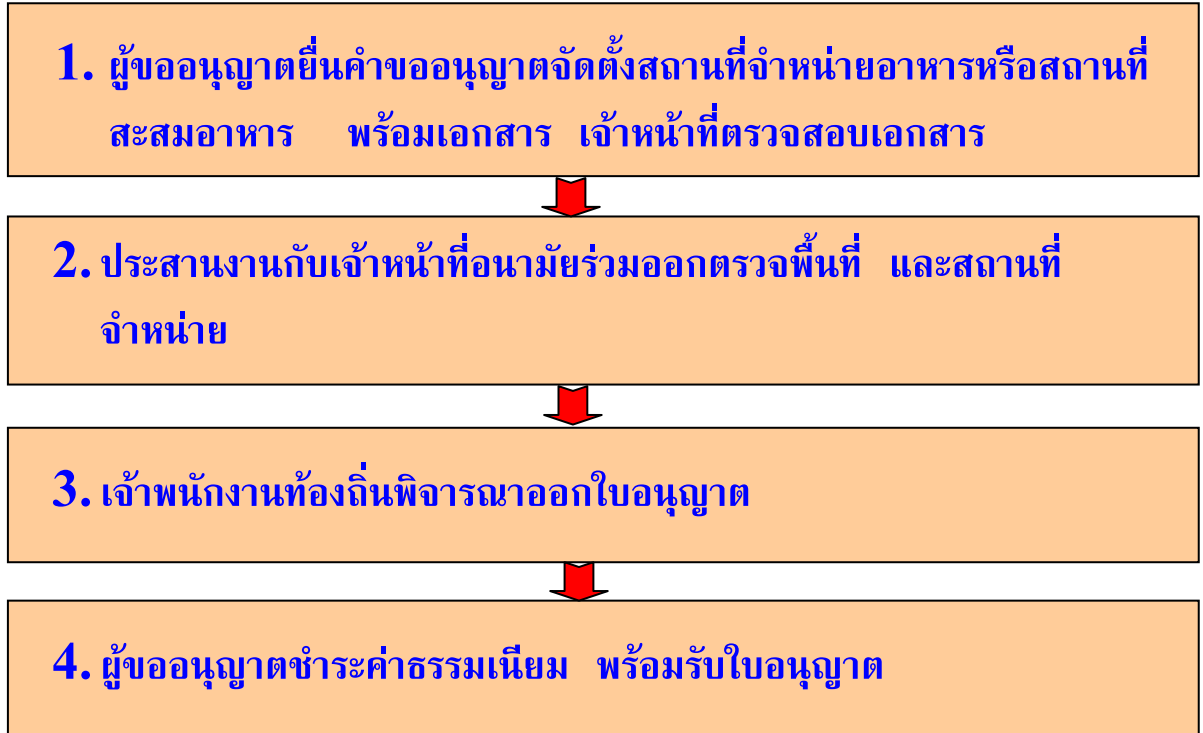 1. ผู้ขออนุญาตยื่นคำขออนุญาตจัดตั้งสถานที่จำหน่ายอาหารหรือสถานที่
สะสมอาหาร พร้อมเอกสาร เจ้าหน้าที่ตรวจสอบเอกสาร
2. ประสานงานกับเจ้าหน้าที่อนามัยร่วมออกตรวจพื้นที่ และสถานที่
จำหน่าย
3. เจ้าพนักงานท้องถิ่นพิจารณาออกใบอนุญาต
4. ผู้ขออนุญาตชำระค่าธรรมเนียม พร้อมรับใบอนุญาต